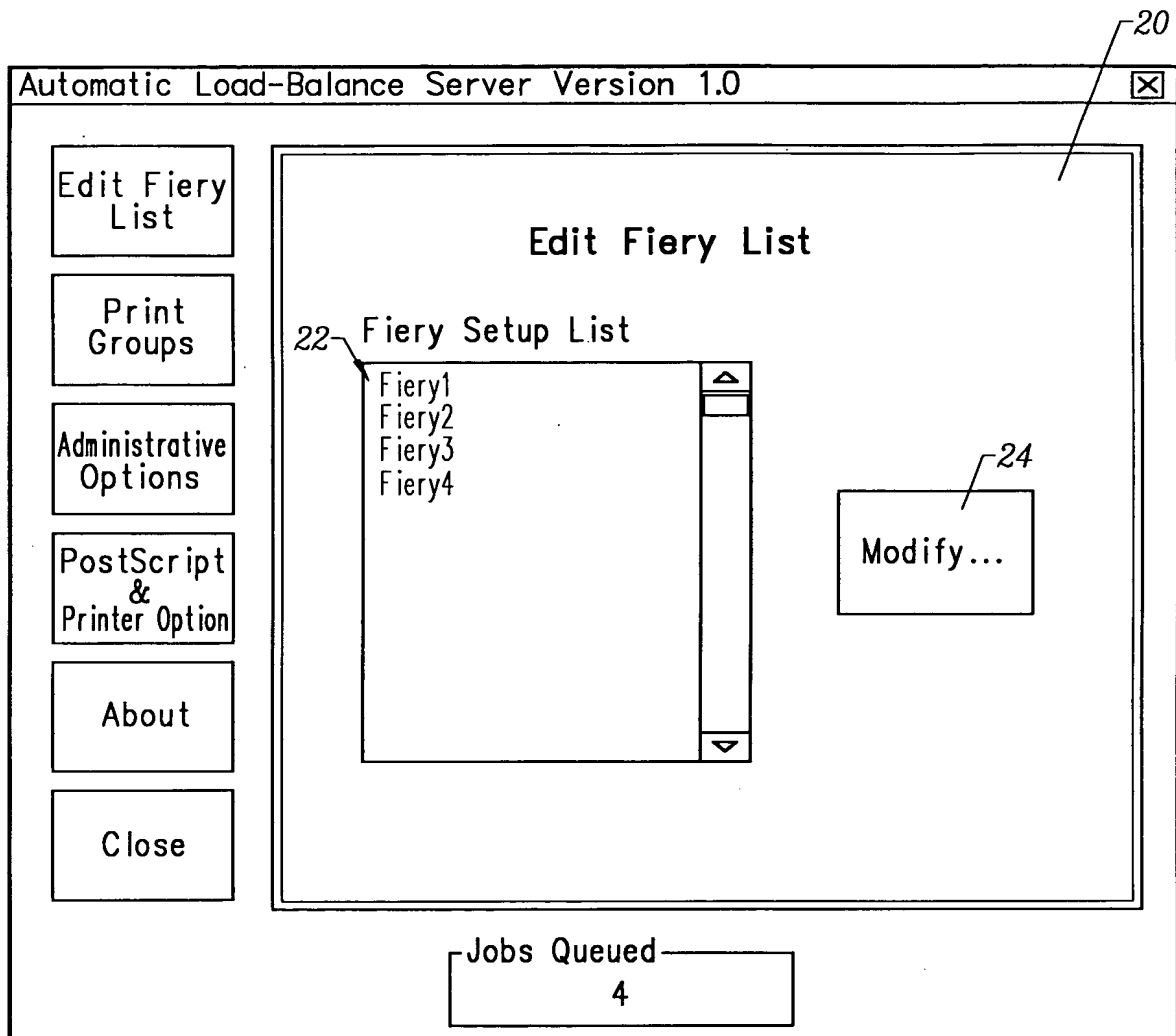 20
Automatic Load-Balance Server Version 1.0
Edit Fiery
List
Print
Groups
Administrative
Options
PostScript
&
Printer Option
About
Close
Edit Fiery List
22
Fiery Setup List
Fiery1
Fiery2
Fiery3
Fiery4
24
Modify...
Jobs Queued
4